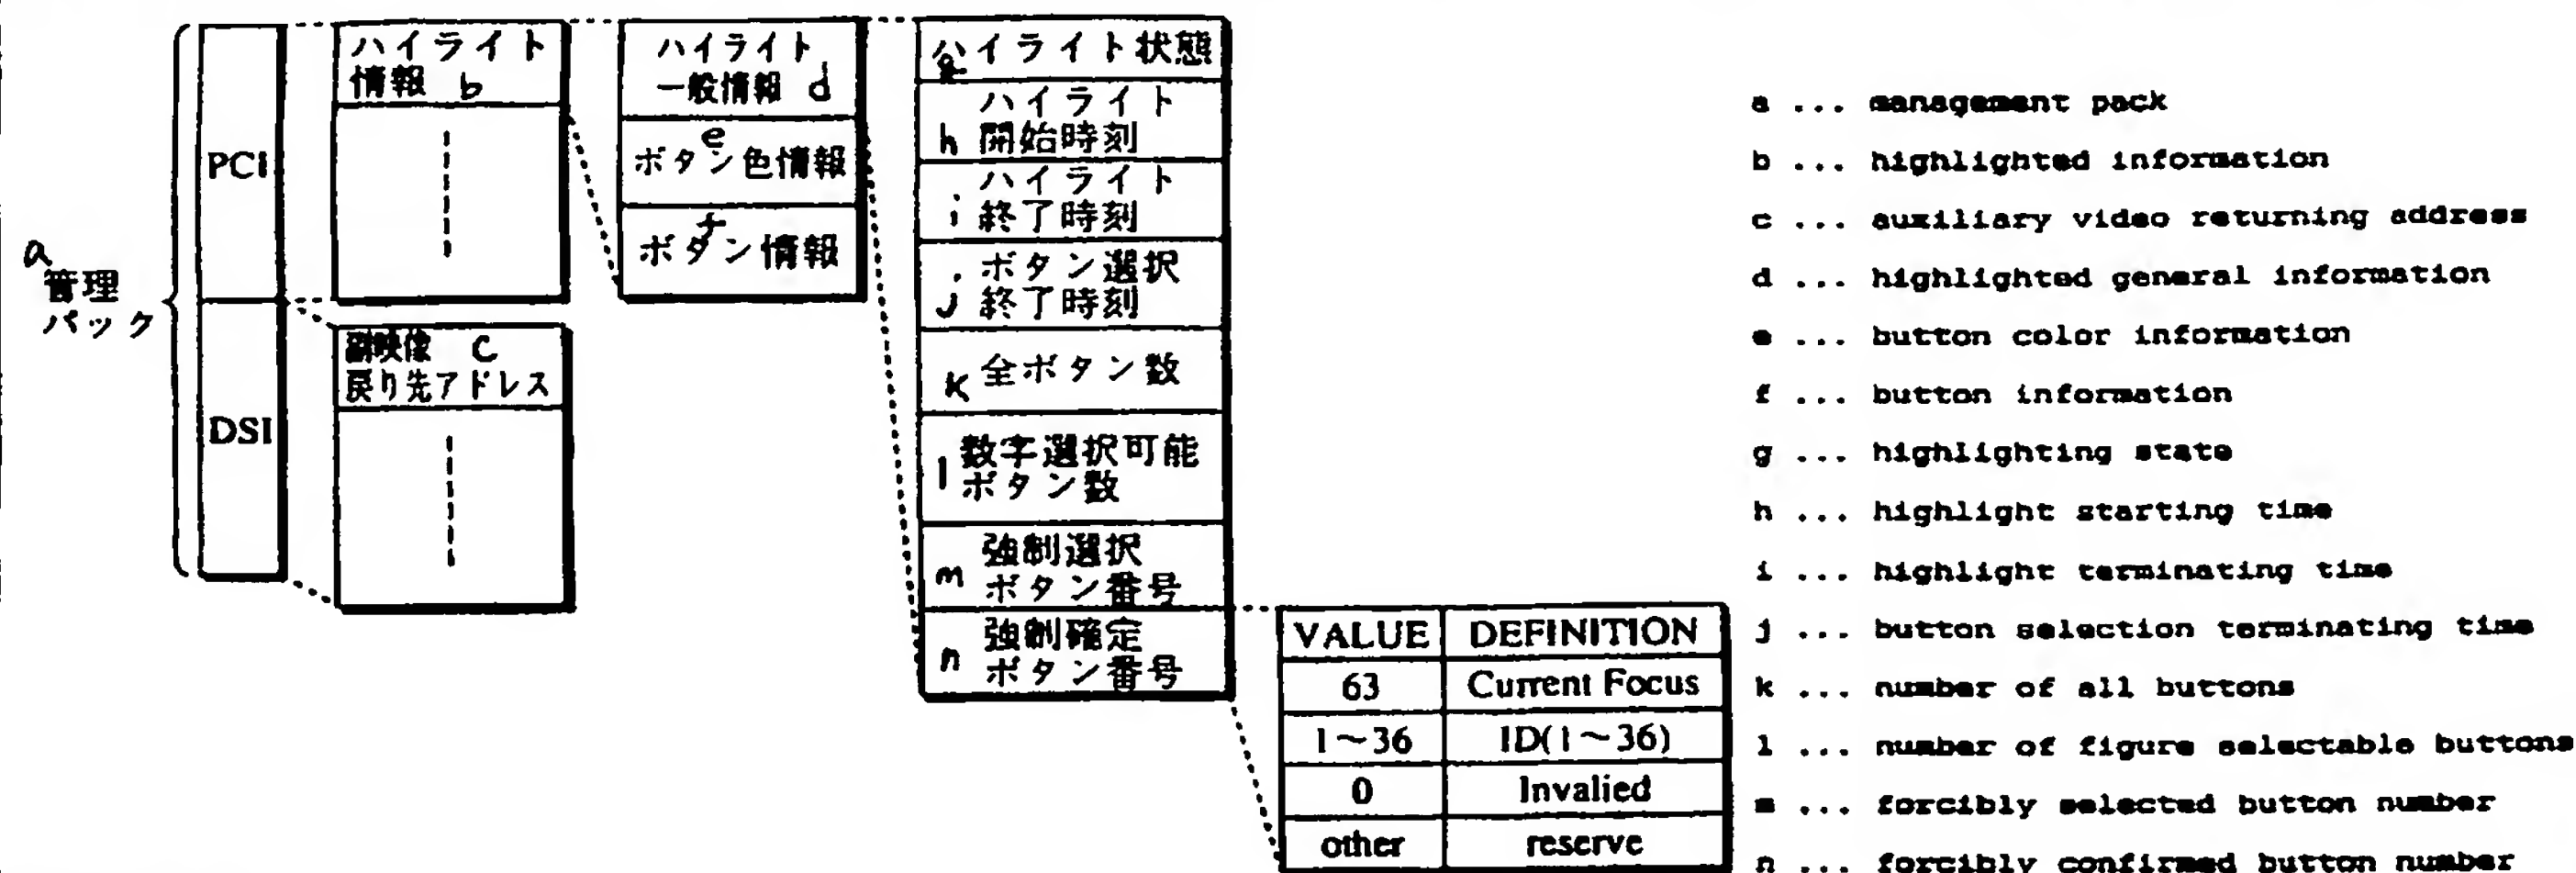 a
管理
パック
PCI
DSI
ハイライト
情報 b
副映像 c
戻り先アドレス
ハイライト
一般情報 d
e
ボタン色情報
f
ボタン情報
ハイライト状態
g
ハイライト
h 開始時刻
ハイライト
i 終了時刻
ボタン選択
j 終了時刻
k 全ボタン数
数字選択可能
l ボタン数
強制選択
m ボタン番号
強制確定
n ボタン番号
VALUE DEFINITION
63 Current Focus
1~36 ID(1~36)
0 Invalied
other reserve
a ... management pack
b ... highlighted information
c ... auxiliary video returning address
d ... highlighted general information
e ... button color information
f ... button information
g ... highlighting state
h ... highlight starting time
i ... highlight terminating time
j ... button selection terminating time
k ... number of all buttons
l ... number of figure selectable buttons
m ... forcibly selected button number
n ... forcibly confirmed button number